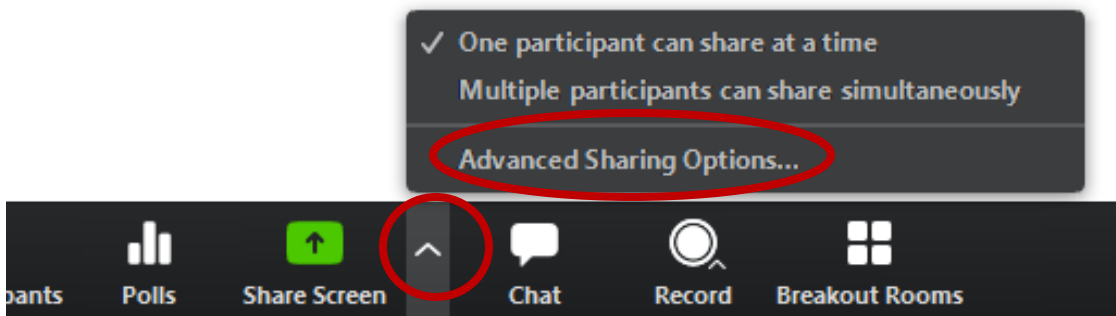 One participant can share at a time
Multiple participants can share simultaneously
Advanced Sharing Options...
pants Polls Share Screen Chat Record Breakout Rooms